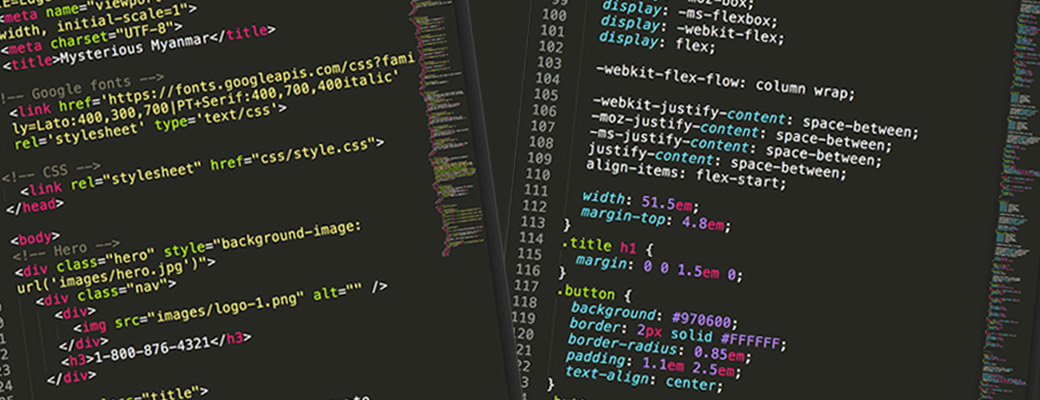 <meta name="viewport"
width, initial-scale=1">
<meta charset="UTF-8">
<title>Mysterious Myanmar</title>
<!-- Google fonts -->
<link href='https://fonts.googleapis.com/css?fami
ly=Lato:400,300,700|PT+Serif:400,700,400italic'
rel='stylesheet' type='text/css'>
<!-- CSS -->
<link rel="stylesheet" href="css/style.css">
</head>
<body>
<!-- Hero -->
<div class="hero" style="background-image:
url('images/hero.jpg')">
<div class="nav">
<div>
<img src="images/logo-1.png" alt="" />
</div>
<h3>1-800-876-4321</h3>
</div>
class="title">
99
100 display: -ms-flexbox;
101 display: -webkit-flex;
102 display: flex;
103
104 -webkit-flex-flow: column wrap;
105
106 -webkit-justify-content: space-between;
107 -moz-justify-content: space-between;
108 -ms-justify-content: space-between;
109 justify-content: space-between;
110 align-items: flex-start;
111
112 width: 51.5em;
113 margin-top: 4.8em;
114 }
115 .title h1 {
116 margin: 0 0 1.5em 0;
117 }
118 .button {
119 background: #970600;
120 border: 2px solid #FFFFFF;
121 border-radius: 0.85em;
22 padding: 1.1em 2.5em;
text-align: center;
3 }